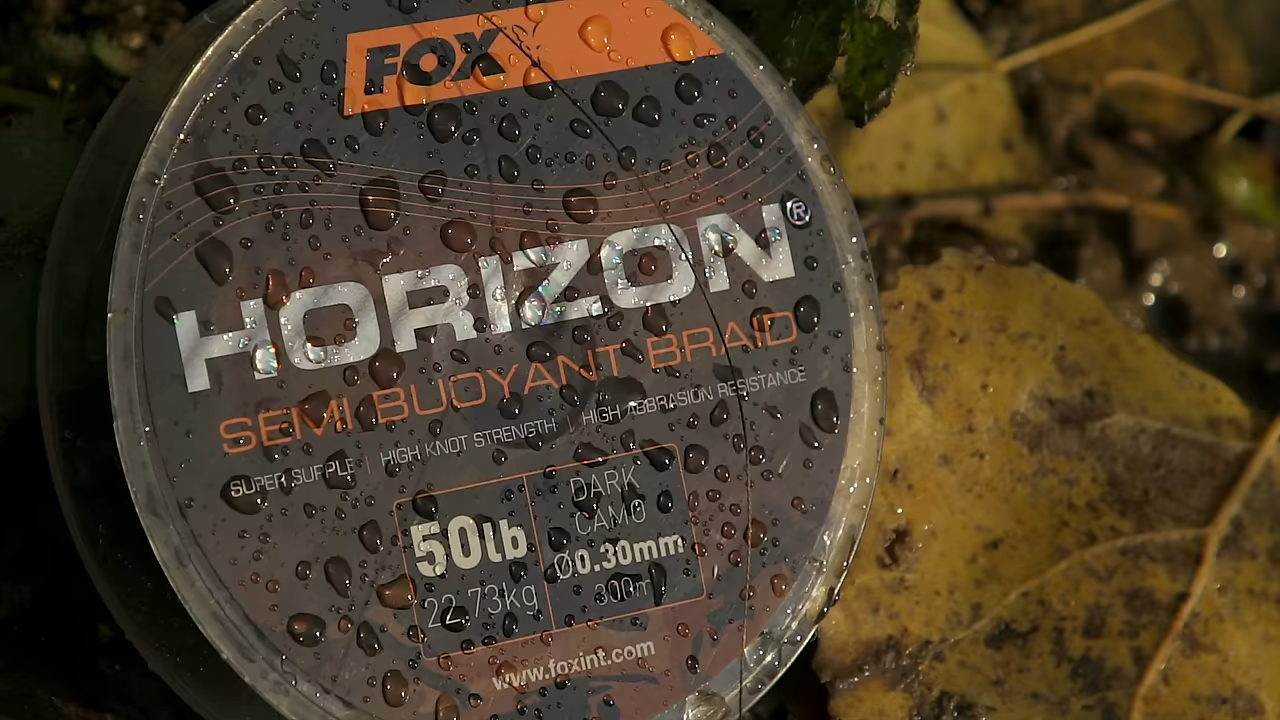 FOX
HORIZON®
SEMI BUOYANT BRAID
SUPER SUPPLE | HIGH KNOT STRENGTH | HIGH ABBRASION RESISTANCE
50lb
22.73kg
DARK
CAMO
Ø0.30mm
300m
www.foxint.com